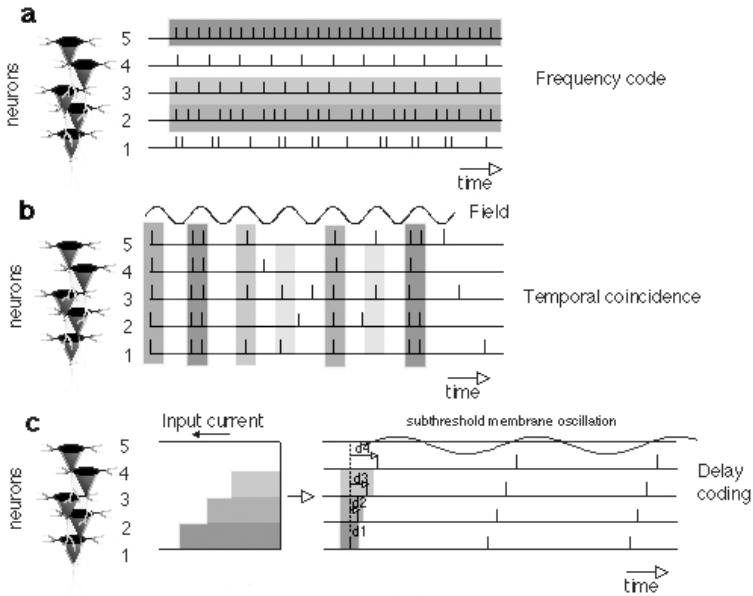 a
neurons
5
4
3
2
1
Frequency code
time
b
Field
neurons
5
4
3
2
1
Temporal coincidence
time
c
Input current
subthreshold membrane oscillation
neurons
5
4
3
2
1
d4
d3
d2
d1
Delay
coding
time